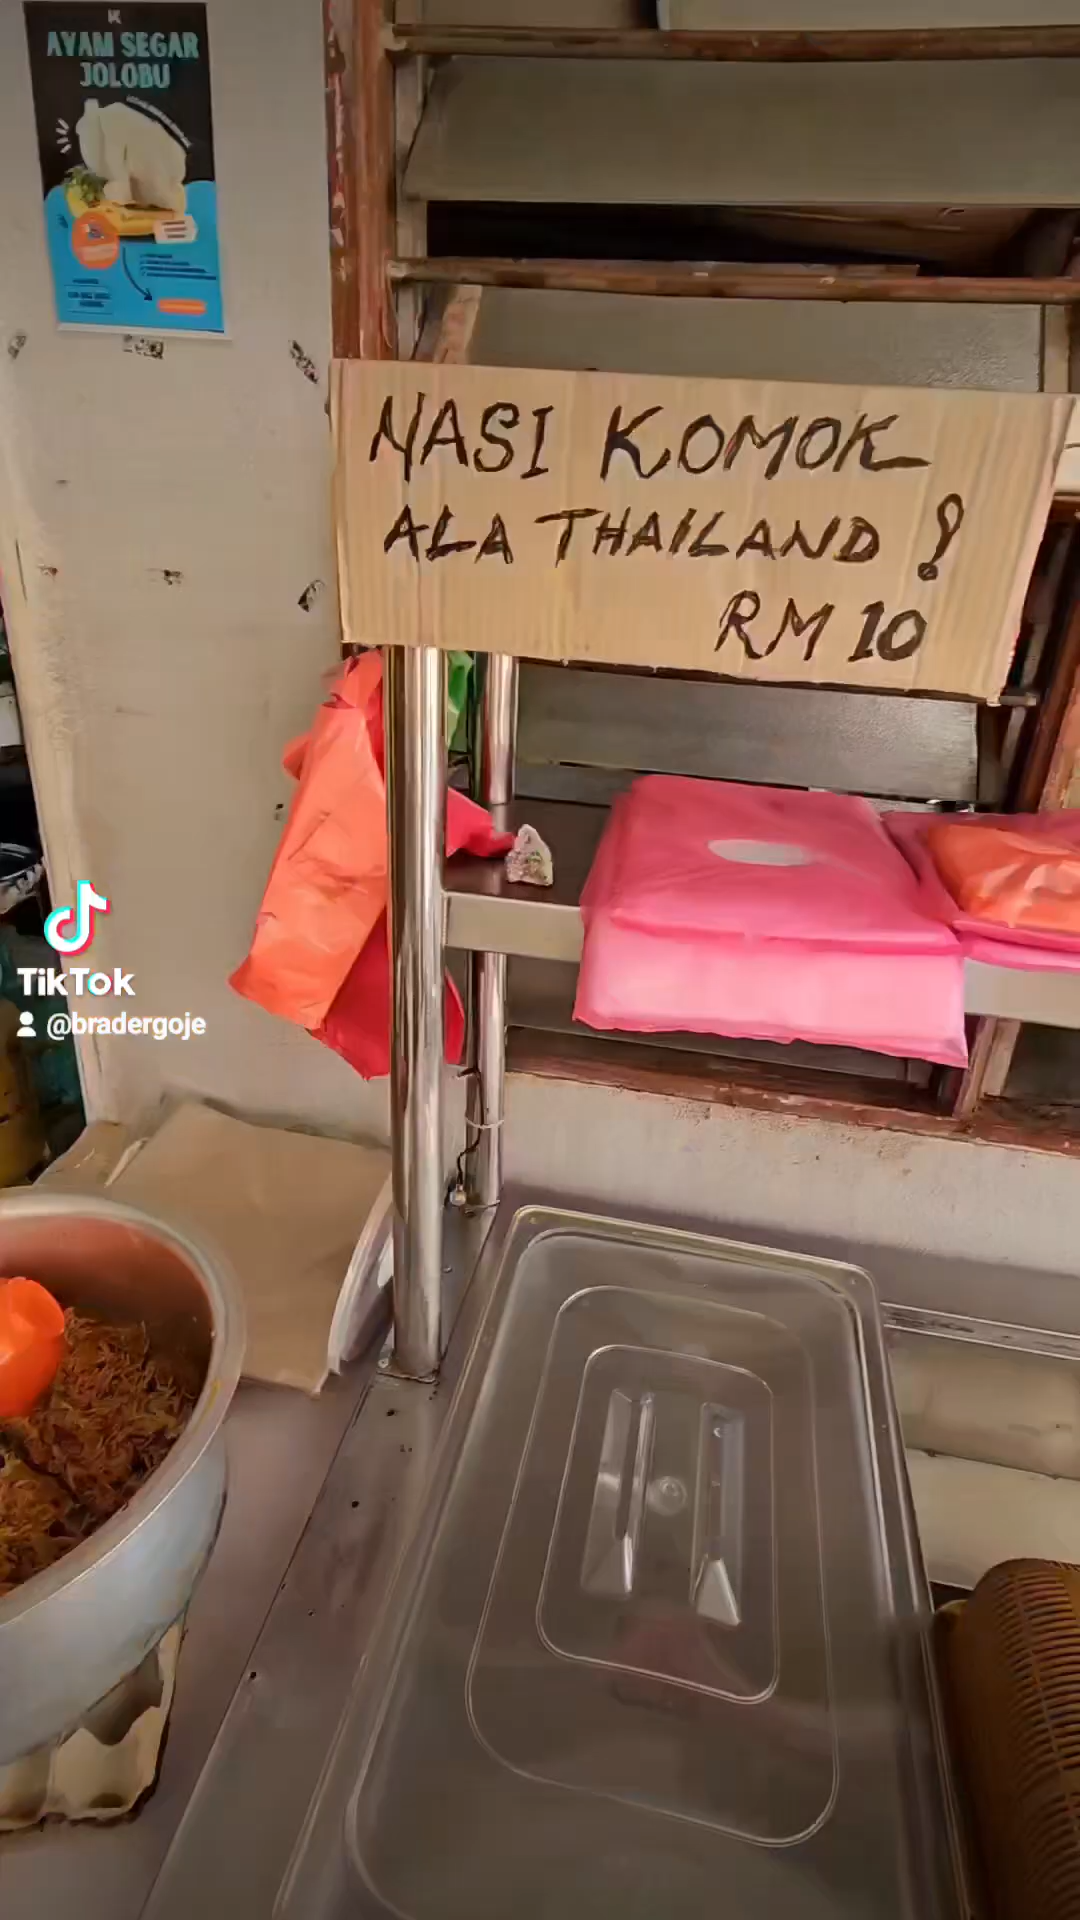 K
AYAM SEGAR
JOLOBU
NASI KOMOK
ALA THAILAND !
RM 10
TikTok
@bradergoje